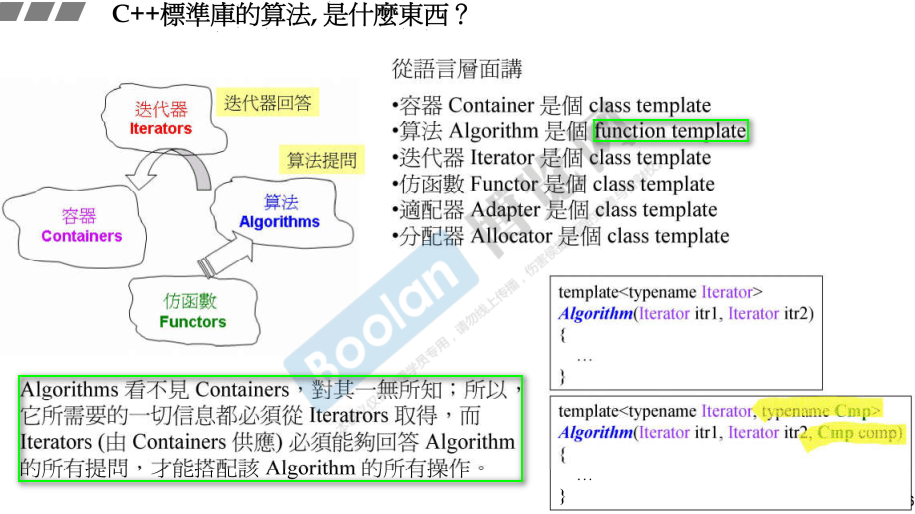 C++標準庫的算法, 是什麼東西？
從語言層面講
迭代器
Iterators
迭代器回答
算法提問
容器
Containers
算法
Algorithms
仿函數
Functors
•容器 Container 是個 class template
•算法 Algorithm 是個 function template
•迭代器 Iterator 是個 class template
•仿函數 Functor 是個 class template
•適配器 Adapter 是個 class template
•分配器 Allocator 是個 class template
template<typename Iterator>
Algorithm(Iterator itr1, Iterator itr2)
{
…
}
template<typename Iterator, typename Cmp>
Algorithm(Iterator itr1, Iterator itr2, Cmp comp)
{
…
}
Algorithms 看不見 Containers，對其一無所知；所以，
它所需要的一切信息都必須從 Iteratrors 取得，而
Iterators (由 Containers 供應) 必須能夠回答 Algorithm
的所有提問，才能搭配該 Algorithm 的所有操作。
Boolan